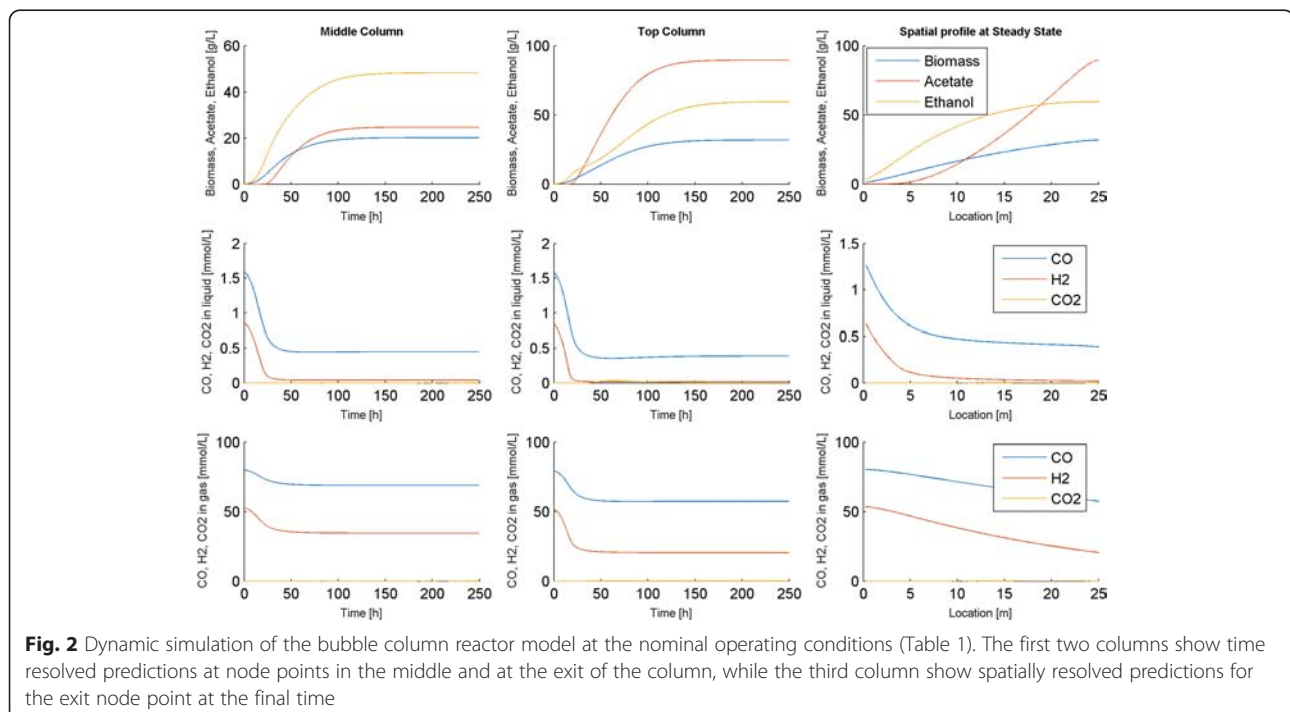 Middle Column
Top Column
Spatial profile at Steady State
Biomass, Acetate, Ethanol [g/L]
60
40
20
0
0 50 100 150 200 250
Time [h]
Biomass, Acetate, Ethanol [g/L]
100
50
0
0 50 100 150 200 250
Time [h]
Biomass, Acetate, Ethanol [g/L]
100
50
0
Biomass
Acetate
Ethanol
0 5 10 15 20 25
Location [m]
CO, H2, CO2 in liquid [mmol/L]
2
1.5
1
0.5
0
0 50 100 150 200 250
Time [h]
CO, H2, CO2 in liquid [mmol/L]
2
1.5
1
0.5
0
0 50 100 150 200 250
Time [h]
CO, H2, CO2 in liquid [mmol/L]
1.5
1
0.5
0
CO
H2
CO2
0 5 10 15 20 25
Location [m]
CO, H2, CO2 in gas [mmol/L]
100
50
0
0 50 100 150 200 250
Time [h]
CO, H2, CO2 in gas [mmol/L]
100
50
0
0 50 100 150 200 250
Time [h]
CO, H2, CO2 in gas [mmol/L]
100
50
0
CO
H2
CO2
0 5 10 15 20 25
Location [m]
Fig. 2 Dynamic simulation of the bubble column reactor model at the nominal operating conditions (Table 1). The first two columns show time
resolved predictions at node points in the middle and at the exit of the column, while the third column show spatially resolved predictions for
the exit node point at the final time